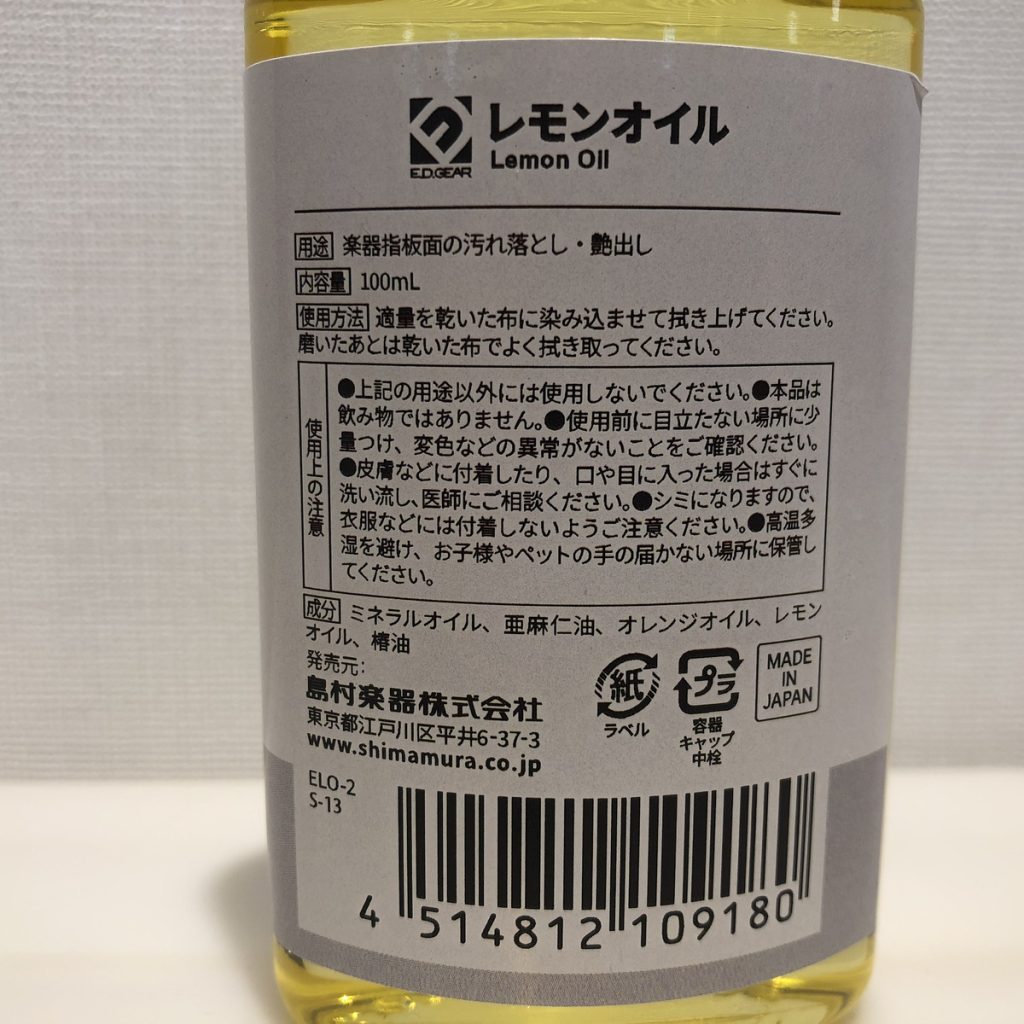 レモンオイル
Lemon Oil
E.D.GEAR
用途 楽器指板面の汚れ落とし・艶出し
内容量 100mL
使用方法 適量を乾いた布に染み込ませて拭き上げてください。
磨いたあとは乾いた布でよく拭き取ってください。
使用上の注意
●上記の用途以外には使用しないでください。●本品は
飲み物ではありません。●使用前に目立たない場所に少
量つけ、変色などの異常がないことをご確認ください。
●皮膚などに付着したり、口や目に入った場合はすぐに
洗い流し、医師にご相談ください。●シミになりますので、
衣服などには付着しないようご注意ください。●高温多
湿を避け、お子様やペットの手の届かない場所に保管し
てください。
成分 ミネラルオイル、亜麻仁油、オレンジオイル、レモン
オイル、椿油
発売元:
島村楽器株式会社
東京都江戸川区平井6-37-3
www.shimamura.co.jp
紙
ラベル
プラ
容器
キャップ
中栓
MADE
IN
JAPAN
ELO-2
S-13
4 514812 109180